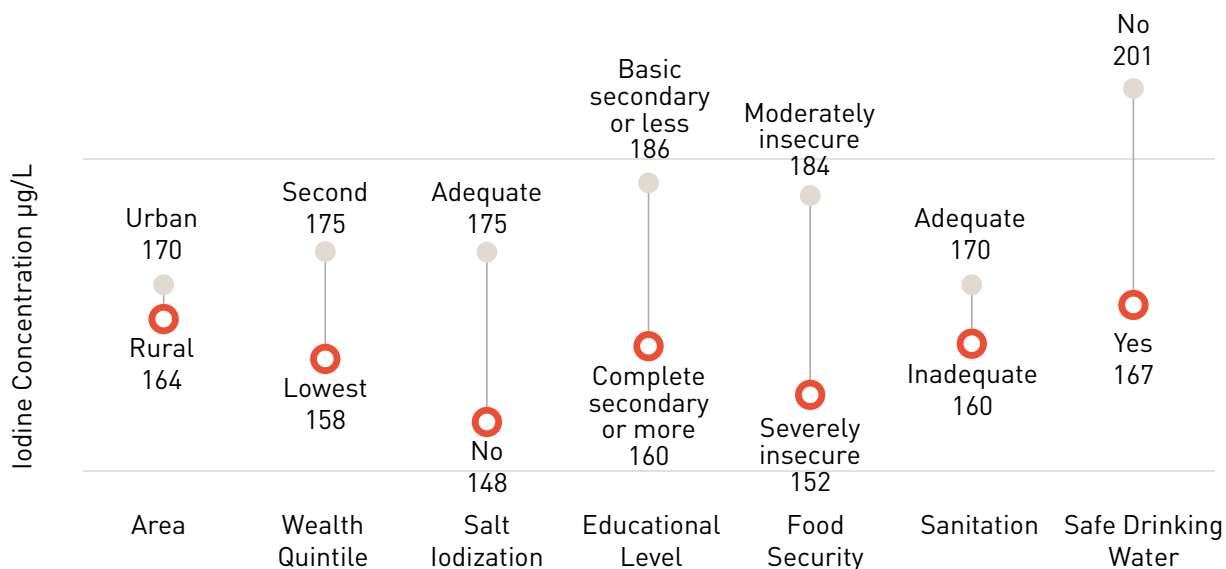 Iodine Concentration µg/L
Urban
170
Rural
164
Second
175
Lowest
158
Adequate
175
No
148
Basic
secondary
or less
186
Complete
secondary
or more
160
Moderately
insecure
184
Severely
insecure
152
Adequate
170
Inadequate
160
No
201
Yes
167
Area
Wealth
Quintile
Salt
Iodization
Educational
Level
Food
Security
Sanitation
Safe Drinking
Water